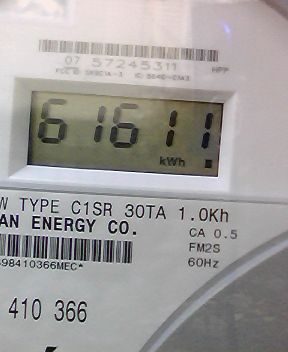 07 57245311
HPP
61611
kWh
W TYPE C1SR 30TA 1.0Kh
AN ENERGY CO.
CA 0.5
FM2S
60Hz
98410366MEC*
410 366